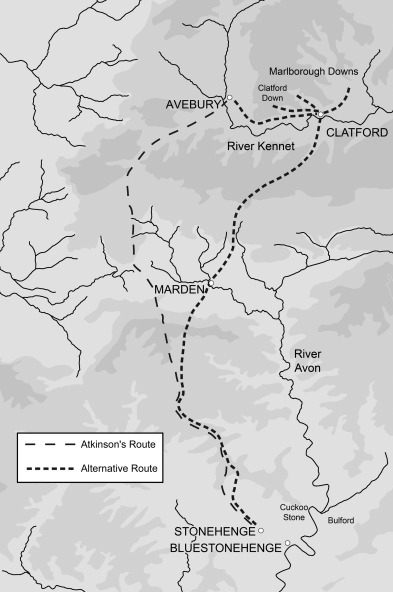 Marlborough Downs
Clatford
Down
AVEBURY
CLATFORD
River Kennet
MARDEN
River
Avon
Atkinson's Route
Alternative Route
Cuckoo
Stone
Bulford
STONEHENGE
BLUESTONEHENGE